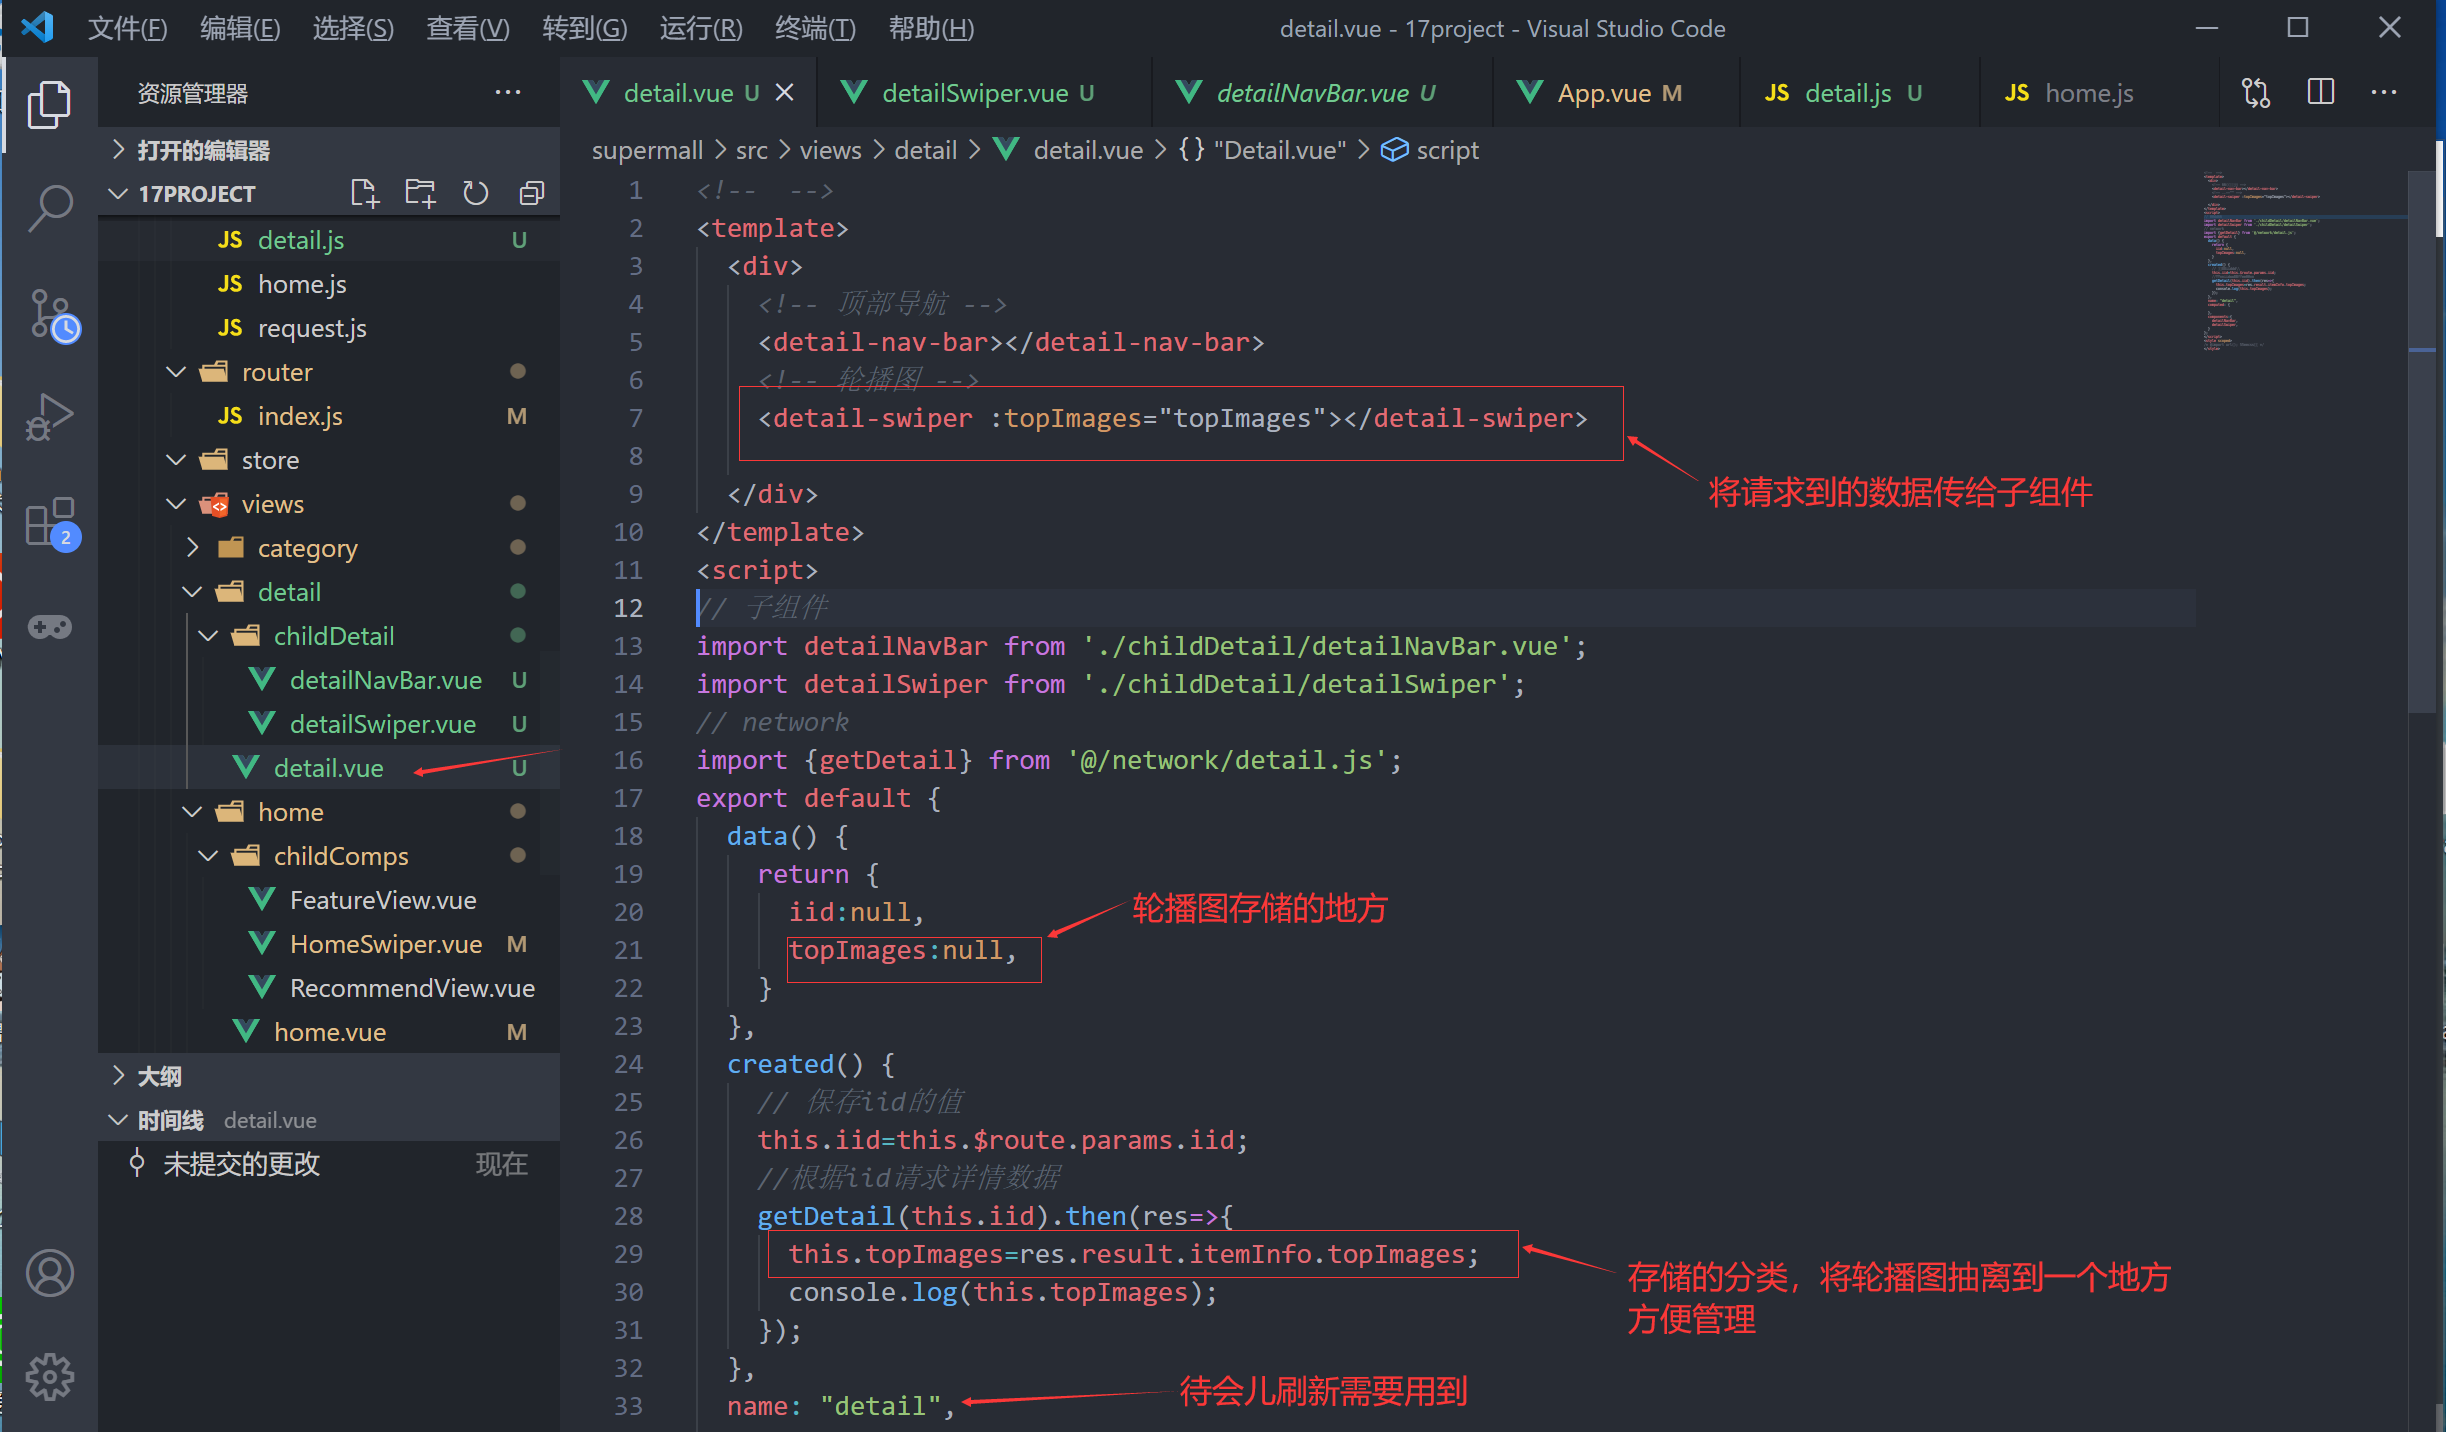 文件(F) 编辑(E) 选择(S) 查看(V) 转到(G) 运行(R) 终端(T) 帮助(H) detail.vue - 17project - Visual Studio Code
资源管理器 ···
detail.vue U detailSwiper.vue U detailNavBar.vue U App.vue M JS detail.js U JS home.js ···
打开的编辑器
17PROJECT
JS detail.js U
JS home.js
JS request.js
router
JS index.js M
store
views
category
detail
childDetail
detailNavBar.vue U
detailSwiper.vue U
detail.vue U
home
childComps
FeatureView.vue
HomeSwiper.vue M
RecommendView.vue
home.vue M
大纲
时间线 detail.vue
未提交的更改 现在
2
supermall > src > views > detail > detail.vue > {} "Detail.vue" > script
1 <!--  -->
2 <template>
3 <div>
4 <!-- 顶部导航 -->
5 <detail-nav-bar></detail-nav-bar>
6 <!-- 轮播图 -->
7 <detail-swiper :topImages="topImages"></detail-swiper>
8
将请求到的数据传给子组件
9 </div>
10 </template>
11 <script>
12 // 子组件
13 import detailNavBar from './childDetail/detailNavBar.vue';
14 import detailSwiper from './childDetail/detailSwiper';
15 // network
16 import {getDetail} from '@/network/detail.js';
17 export default {
18 data() {
19 return {
20 iid:null,
轮播图存储的地方
21 topImages:null,
22 }
23 },
24 created() {
25 // 保存iid的值
26 this.iid=this.$route.params.iid;
27 //根据iid请求详情数据
28 getDetail(this.iid).then(res=>{
29 this.topImages=res.result.itemInfo.topImages;
存储的分类，将轮播图抽离到一个地方
方便管理
30 console.log(this.topImages);
31 });
32 },
33 name: "detail",
待会儿刷新需要用到